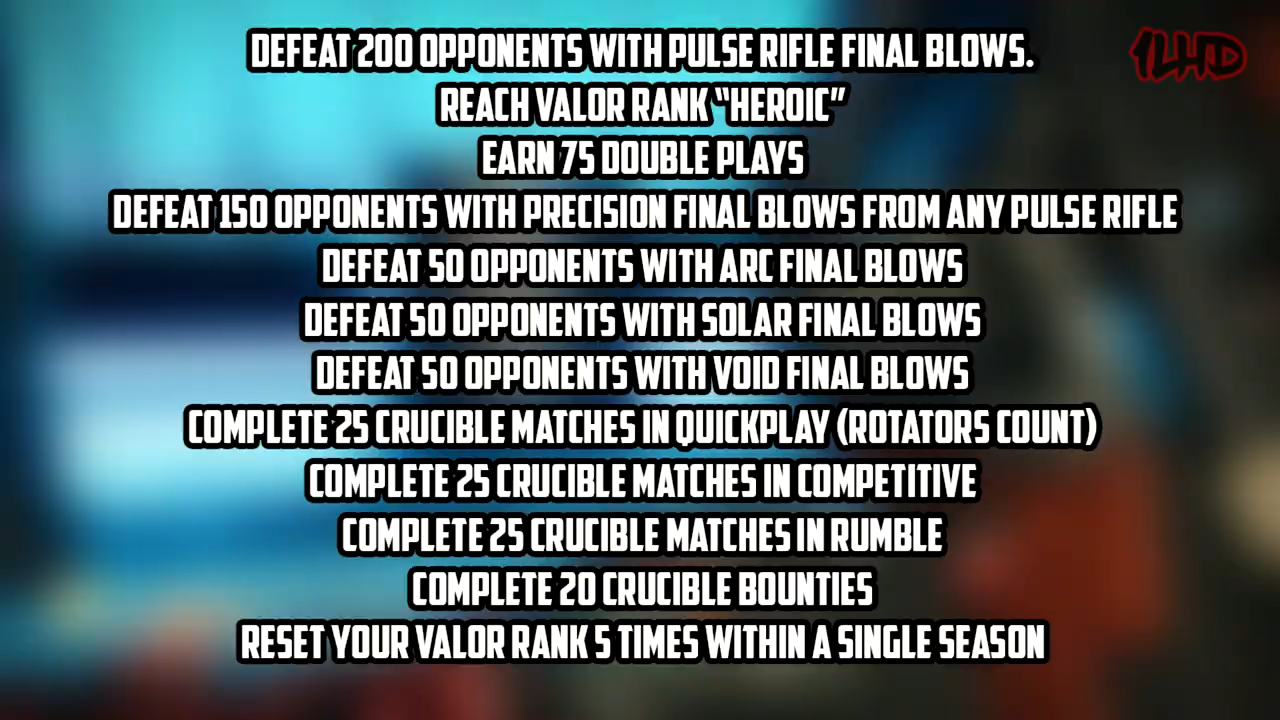 DEFEAT 200 OPPONENTS WITH PULSE RIFLE FINAL BLOWS.
1LHD
REACH VALOR RANK “HEROIC”
EARN 75 DOUBLE PLAYS
DEFEAT 150 OPPONENTS WITH PRECISION FINAL BLOWS FROM ANY PULSE RIFLE
DEFEAT 50 OPPONENTS WITH ARC FINAL BLOWS
DEFEAT 50 OPPONENTS WITH SOLAR FINAL BLOWS
DEFEAT 50 OPPONENTS WITH VOID FINAL BLOWS
COMPLETE 25 CRUCIBLE MATCHES IN QUICKPLAY (ROTATORS COUNT)
COMPLETE 25 CRUCIBLE MATCHES IN COMPETITIVE
COMPLETE 25 CRUCIBLE MATCHES IN RUMBLE
COMPLETE 20 CRUCIBLE BOUNTIES
RESET YOUR VALOR RANK 5 TIMES WITHIN A SINGLE SEASON